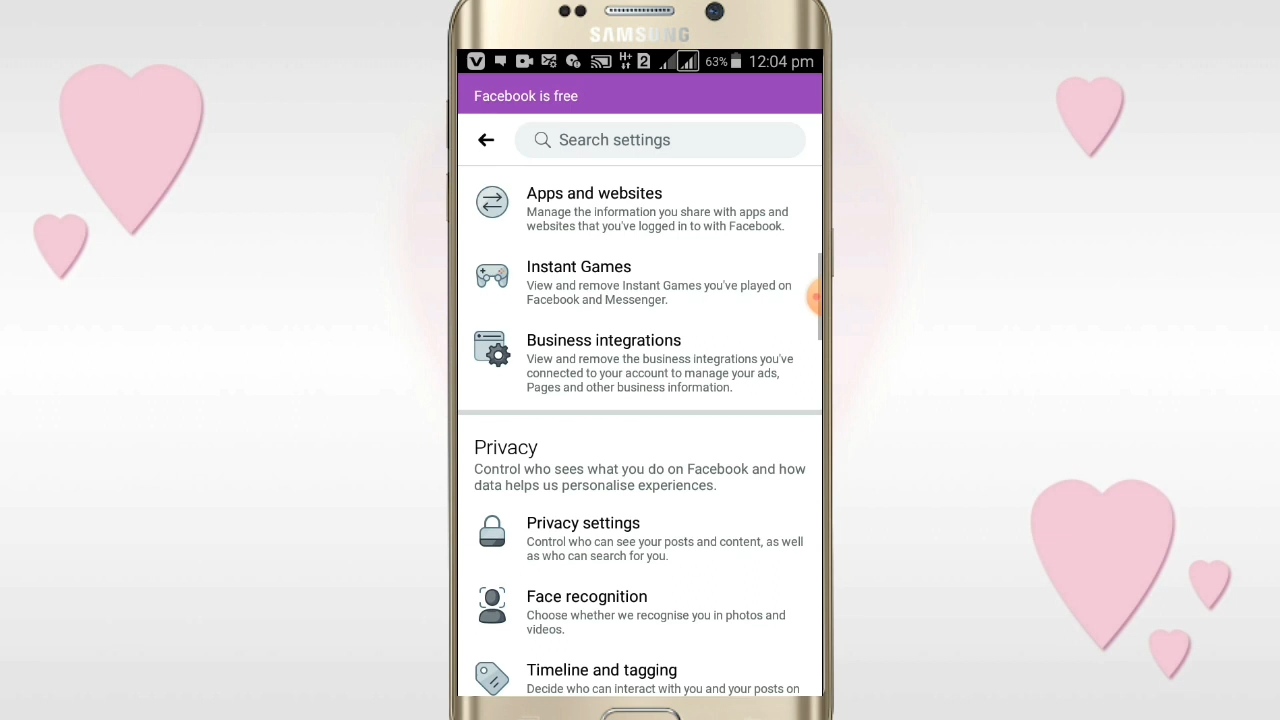 SAMSUNG
63% 12:04 pm
Facebook is free
Search settings
Apps and websites
Manage the information you share with apps and
websites that you've logged in to with Facebook.
Instant Games
View and remove Instant Games you've played on
Facebook and Messenger.
Business integrations
View and remove the business integrations you've
connected to your account to manage your ads,
Pages and other business information.
Privacy
Control who sees what you do on Facebook and how
data helps us personalise experiences.
Privacy settings
Control who can see your posts and content, as well
as who can search for you.
Face recognition
Choose whether we recognise you in photos and
videos.
Timeline and tagging
Decide who can interact with you and your posts on